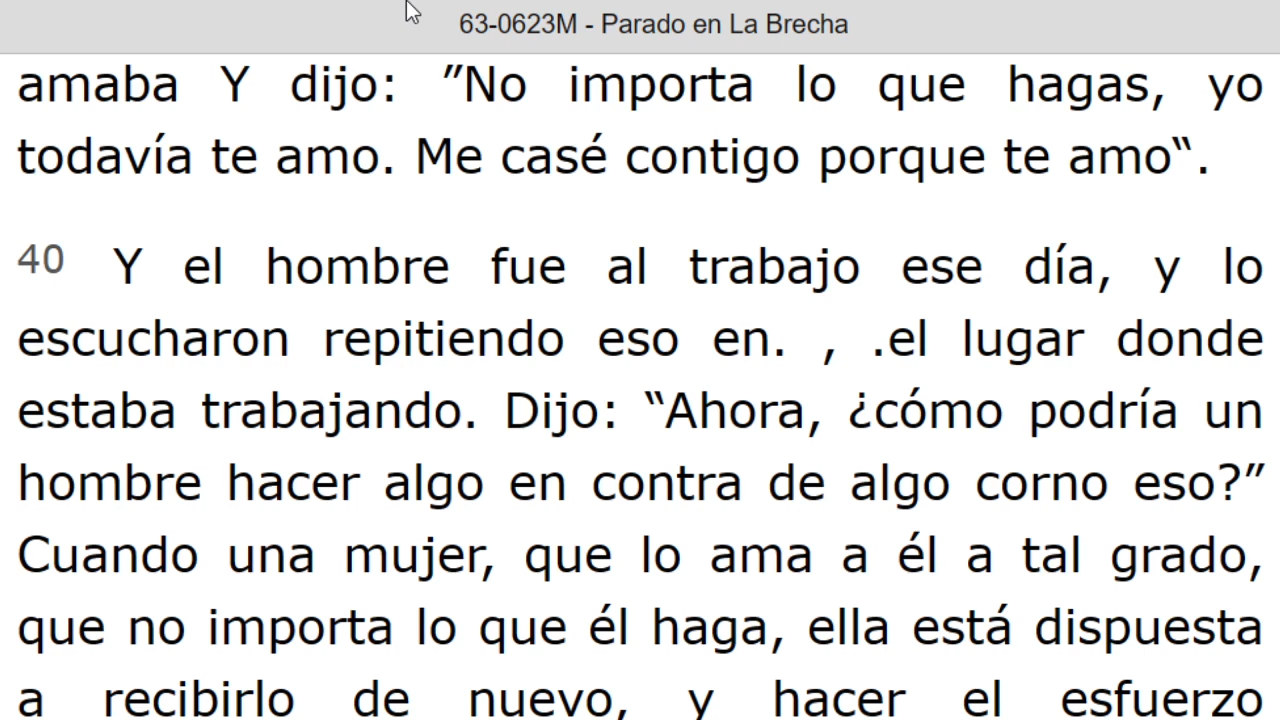 63-0623M - Parado en La Brecha
amaba Y dijo: ”No importa lo que hagas, yo
todavía te amo. Me casé contigo porque te amo“.
40 Y el hombre fue al trabajo ese día, y lo
escucharon repitiendo eso en. , .el lugar donde
estaba trabajando. Dijo: “Ahora, ¿cómo podría un
hombre hacer algo en contra de algo corno eso?”
Cuando una mujer, que lo ama a él a tal grado,
que no importa lo que él haga, ella está dispuesta
a recibirlo de nuevo, y hacer el esfuerzo